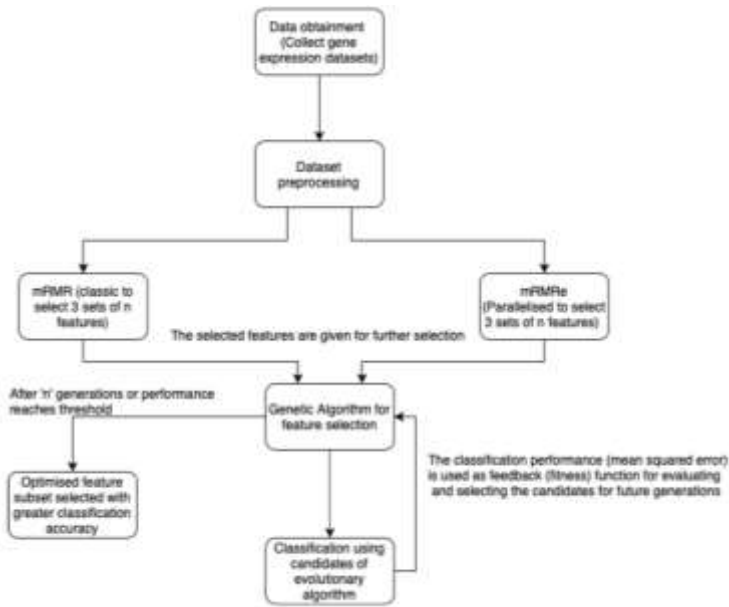 Data obtainment
(Collect gene
expression datasets)
Dataset
preprocessing
mRMR (classic to
select 3 sets of n
features)
mRMRe
(Parallelised to select
3 sets of n features)
The selected features are given for further selection
After 'n' generations or performance
reaches threshold
Genetic Algorithm for
feature selection
The classification performance (mean squared error)
is used as feedback (fitness) function for evaluating
and selecting the candidates for future generations
Optimised feature
subset selected with
greater classification
accuracy
Classification using
candidates of
evolutionary
algorithm